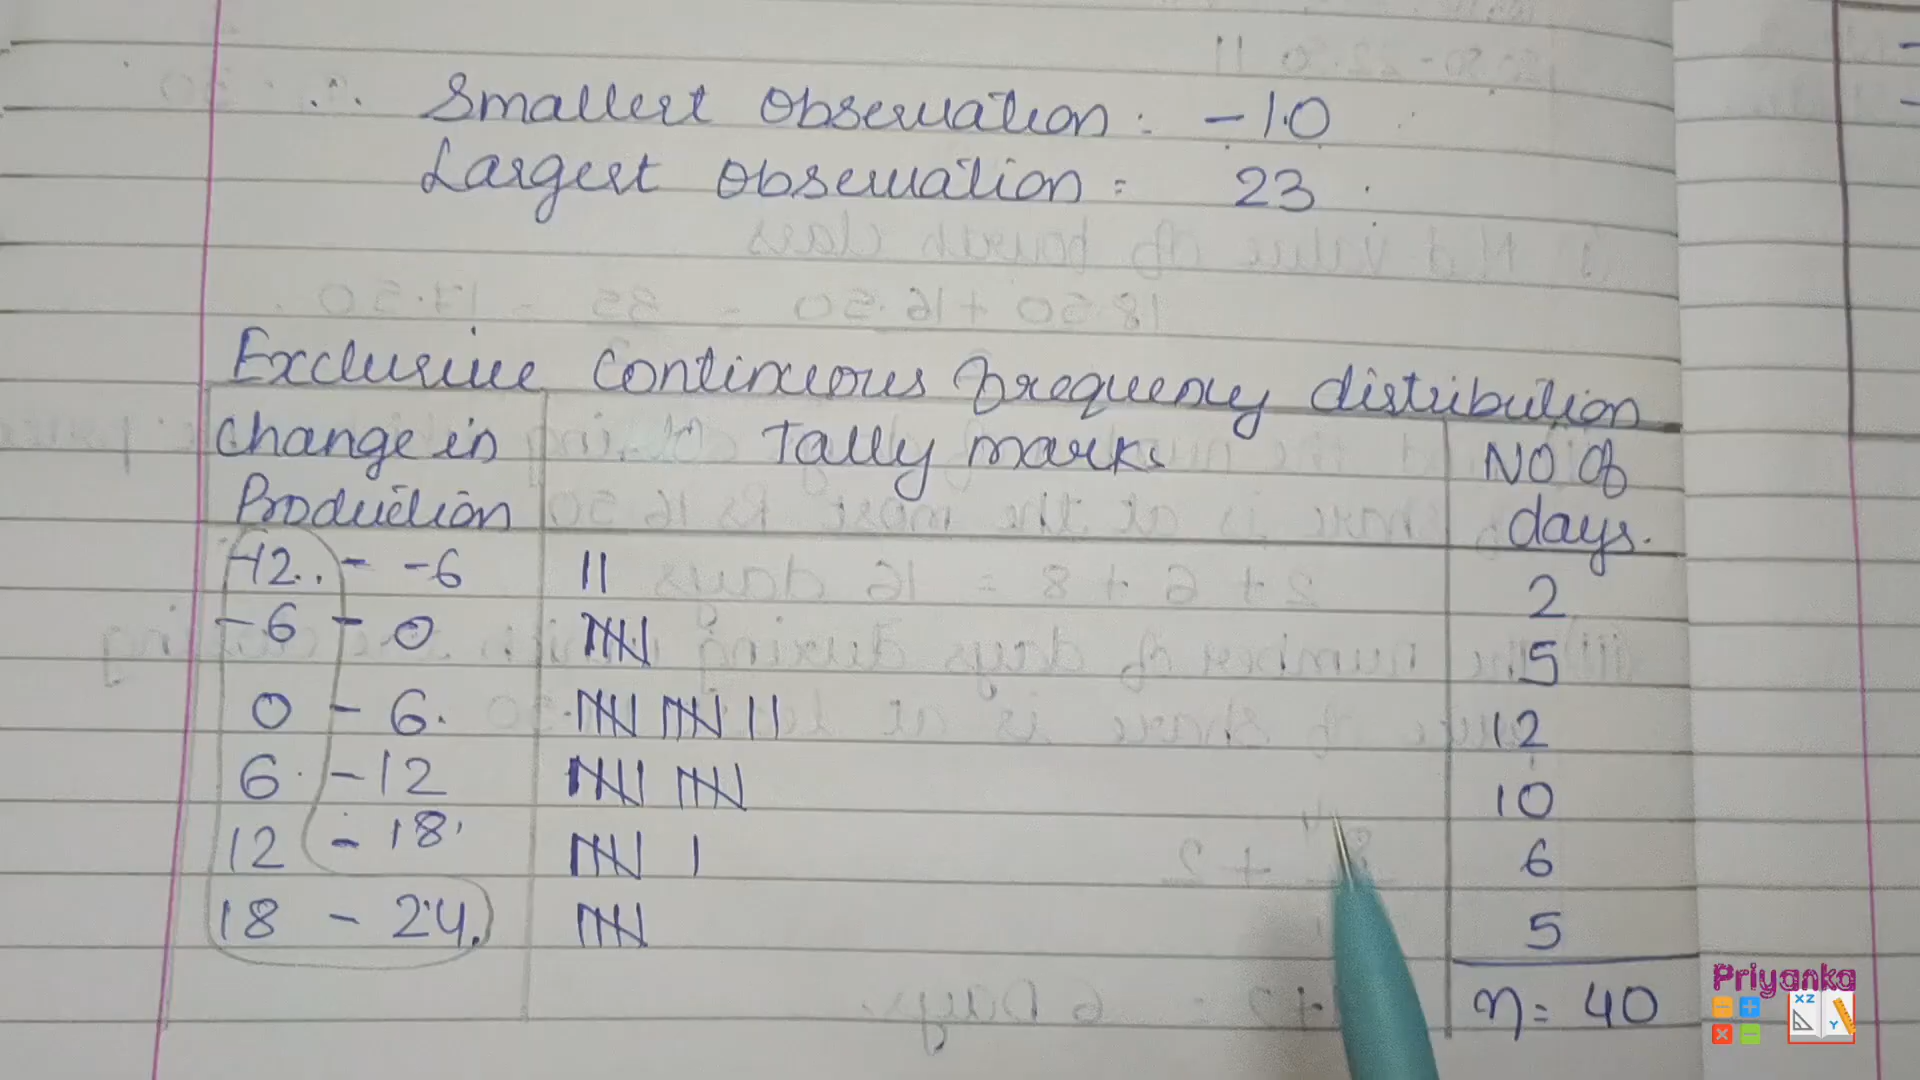 ∴ Smallest Observation: -10
Largest Observation = 23
Exclusive Continuous frequency distribution
Change in Production Tally marks No of days.
-12 - -6 || 2
-6 - 0 𝍸 5
0 - 6 𝍸 𝍸 || 12
6 - 12 𝍸 𝍸 10
12 - 18 𝍸 | 6
18 - 24 𝍸 5
n = 40
Priyanka
XZ
Y